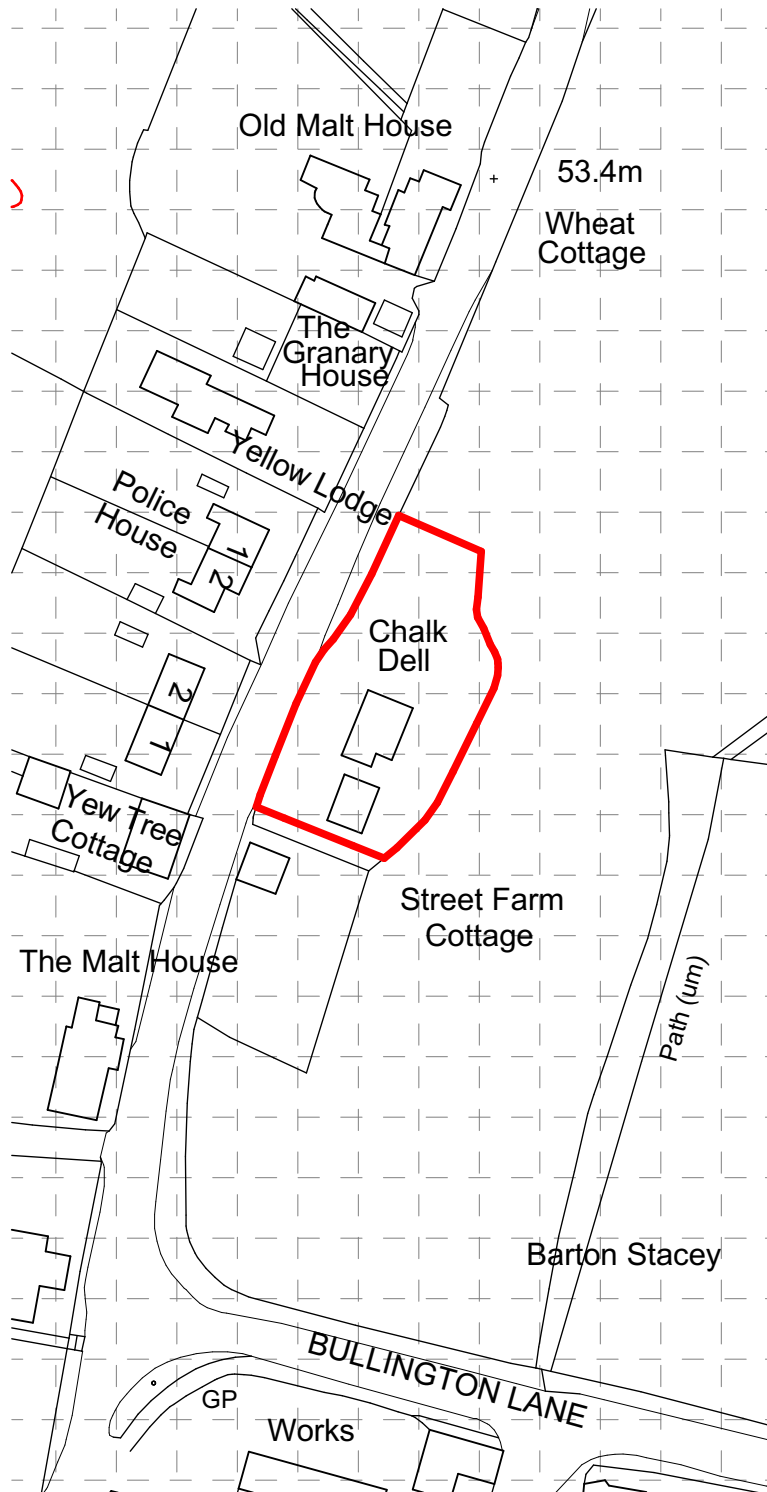 Old Malt House
53.4m
Wheat
Cottage
The
Granary
House
Yellow Lodge
Police
House
1
2
Chalk
Dell
2
1
Yew Tree
Cottage
Street Farm
Cottage
The Malt House
Path (um)
Barton Stacey
BULLINGTON LANE
GP
Works